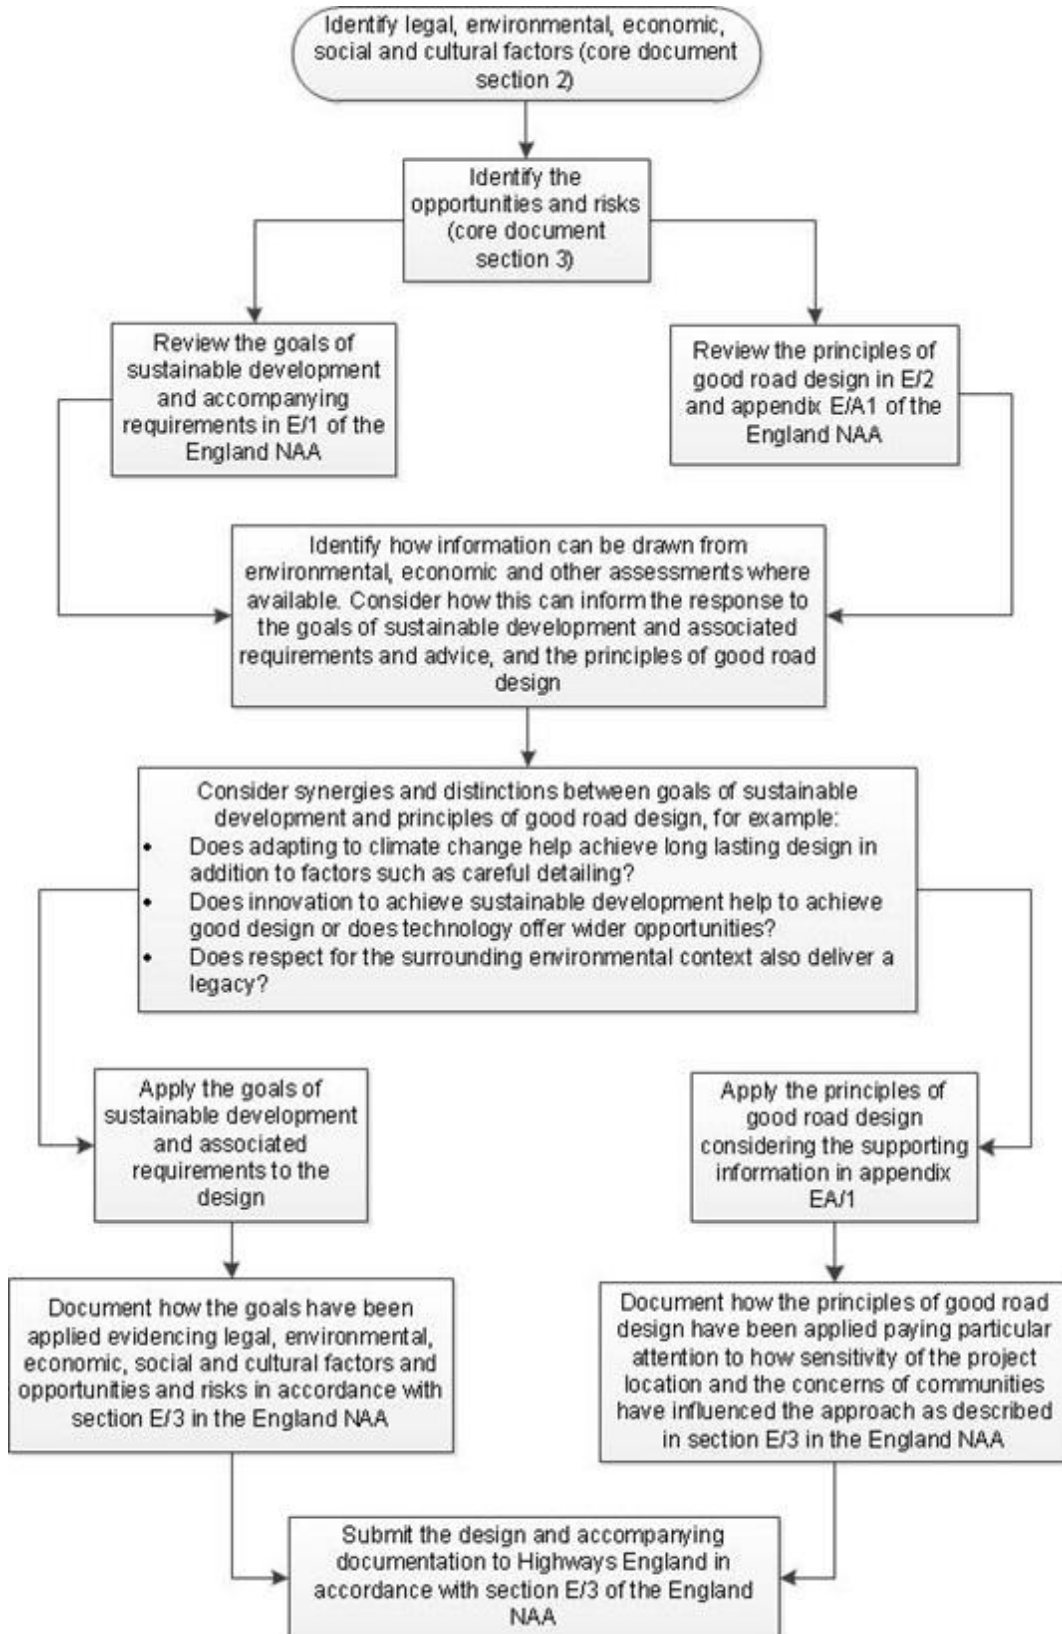 Identify legal, environmental, economic,
social and cultural factors (core document
section 2)
Identify the
opportunities and risks
(core document
section 3)
Review the goals of
sustainable development
and accompanying
requirements in E/1 of the
England NAA
Review the principles of
good road design in E/2
and appendix E/A1 of the
England NAA
Identify how information can be drawn from
environmental, economic and other assessments where
available. Consider how this can inform the response to
the goals of sustainable development and associated
requirements and advice, and the principles of good road
design
Consider synergies and distinctions between goals of sustainable
development and principles of good road design, for example:
• Does adapting to climate change help achieve long lasting design in
addition to factors such as careful detailing?
• Does innovation to achieve sustainable development help to achieve
good design or does technology offer wider opportunities?
• Does respect for the surrounding environmental context also deliver a
legacy?
Apply the goals of
sustainable development
and associated
requirements to the
design
Apply the principles of
good road design
considering the supporting
information in appendix
EA/1
Document how the goals have been
applied evidencing legal, environmental,
economic, social and cultural factors and
opportunities and risks in accordance with
section E/3 in the England NAA
Document how the principles of good road
design have been applied paying particular
attention to how sensitivity of the project
location and the concerns of communities
have influenced the approach as described
in section E/3 in the England NAA
Submit the design and accompanying
documentation to Highways England in
accordance with section E/3 of the England
NAA